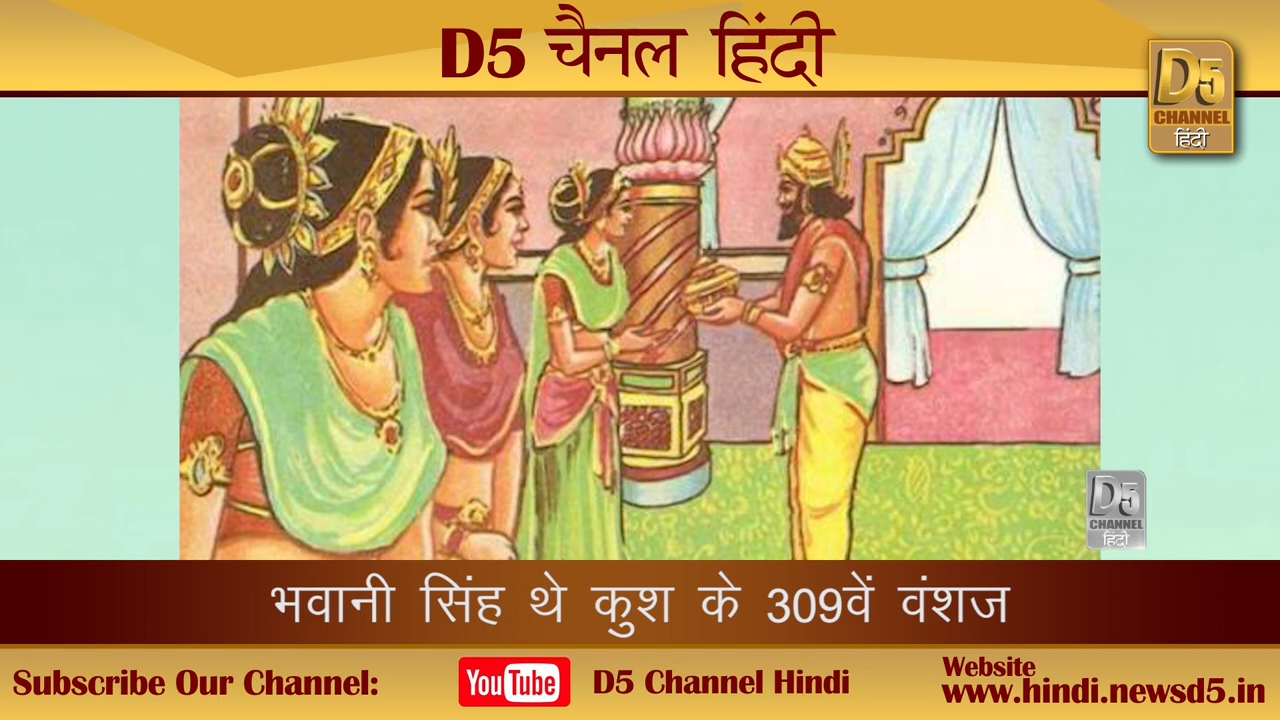 D5 चैनल हिंदी
D5
CHANNEL
हिंदी
D5
CHANNEL
हिंदी
भवानी सिंह थे कुश के 309वें वंशज
Subscribe Our Channel:
YouTube
D5 Channel Hindi
Website
www.hindi.newsd5.in